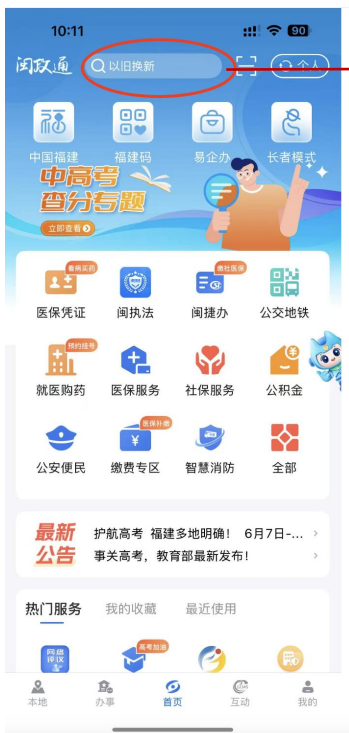 10:11
90
闽政通
以旧换新
个人
中国福建 福建码 易企办 长者模式
中高考
查分专题
立即查看
看病买药 缴社医保
医保凭证 闽执法 闽捷办 公交地铁
预约挂号
就医购药 医保服务 社保服务 公积金
医保补缴
公安便民 缴费专区 智慧消防 全部
最新 护航高考 福建多地明确! 6月7日-...
公告 事关高考,教育部最新发布!
热门服务 我的收藏 最近使用
网络
评议
高考加油
本地 办事 首页 互动 我的